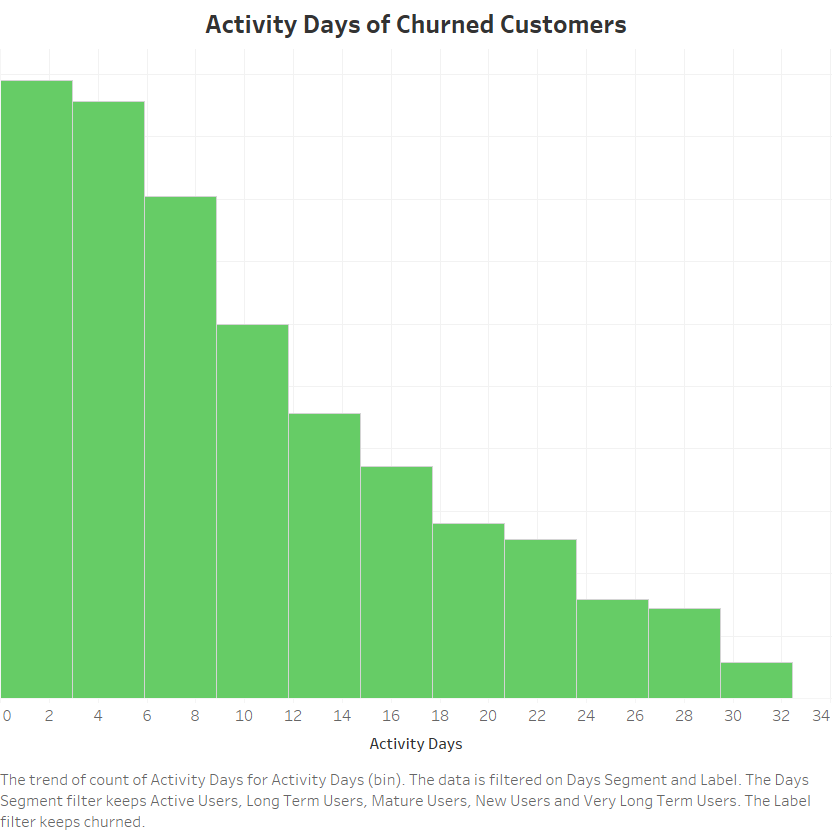 Activity Days of Churned Customers
0 2 4 6 8 10 12 14 16 18 20 22 24 26 28 30 32 34
Activity Days
The trend of count of Activity Days for Activity Days (bin). The data is filtered on Days Segment and Label. The Days
Segment filter keeps Active Users, Long Term Users, Mature Users, New Users and Very Long Term Users. The Label
filter keeps churned.